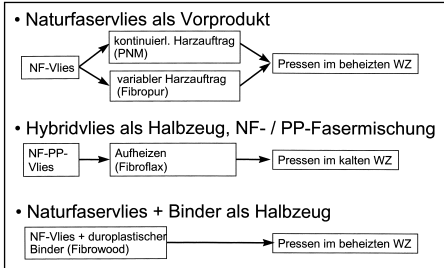 • Naturfaservlies als Vorprodukt
kontinuierl. Harzauftrag
(PNM)
NF-Vlies
Pressen im beheizten WZ
variabler Harzauftrag
(Fibropur)
• Hybridvlies als Halbzeug, NF- / PP-Fasermischung
NF-PP-
Vlies
Aufheizen
(Fibroflax)
Pressen im kalten WZ
• Naturfaservlies + Binder als Halbzeug
NF-Vlies + duroplastischer
Binder (Fibrowood)
Pressen im beheizten WZ